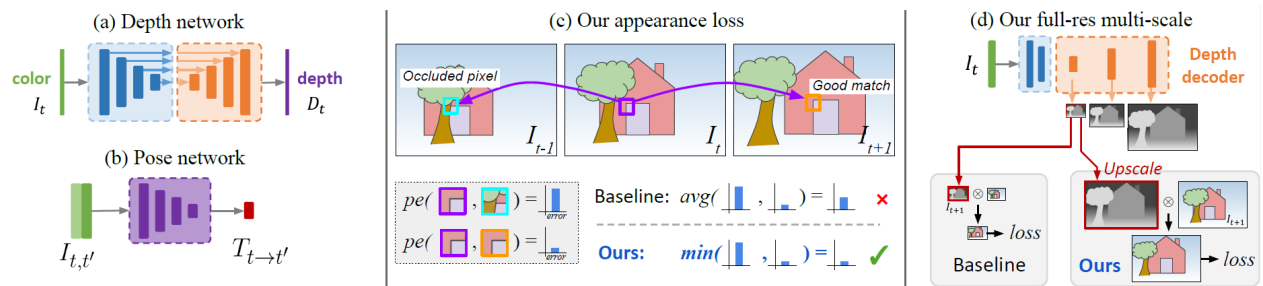 (a) Depth network
color
I_t
depth
D_t
(b) Pose network
I_{t,t'}
T_{t→t'}
(c) Our appearance loss
Occluded pixel
Good match
I_{t-1}
I_t
I_{t+1}
pe( , ) =
error
pe( , ) =
error
Baseline: avg( , ) = ×
Ours: min( , ) = ✓
(d) Our full-res multi-scale
I_t
Depth
decoder
Upscale
I_{t+1}
⊗
loss
Baseline
⊗
I_{t+1}
loss
Ours